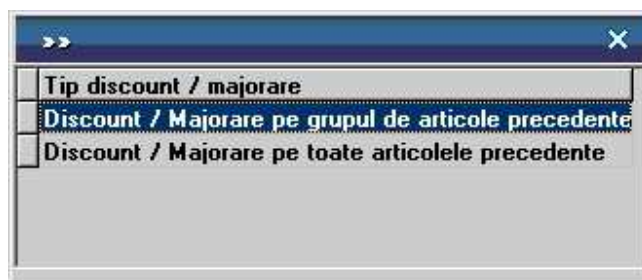 >>
Tip discount / majorare
Discount / Majorare pe grupul de articole precedente
Discount / Majorare pe toate articolele precedente